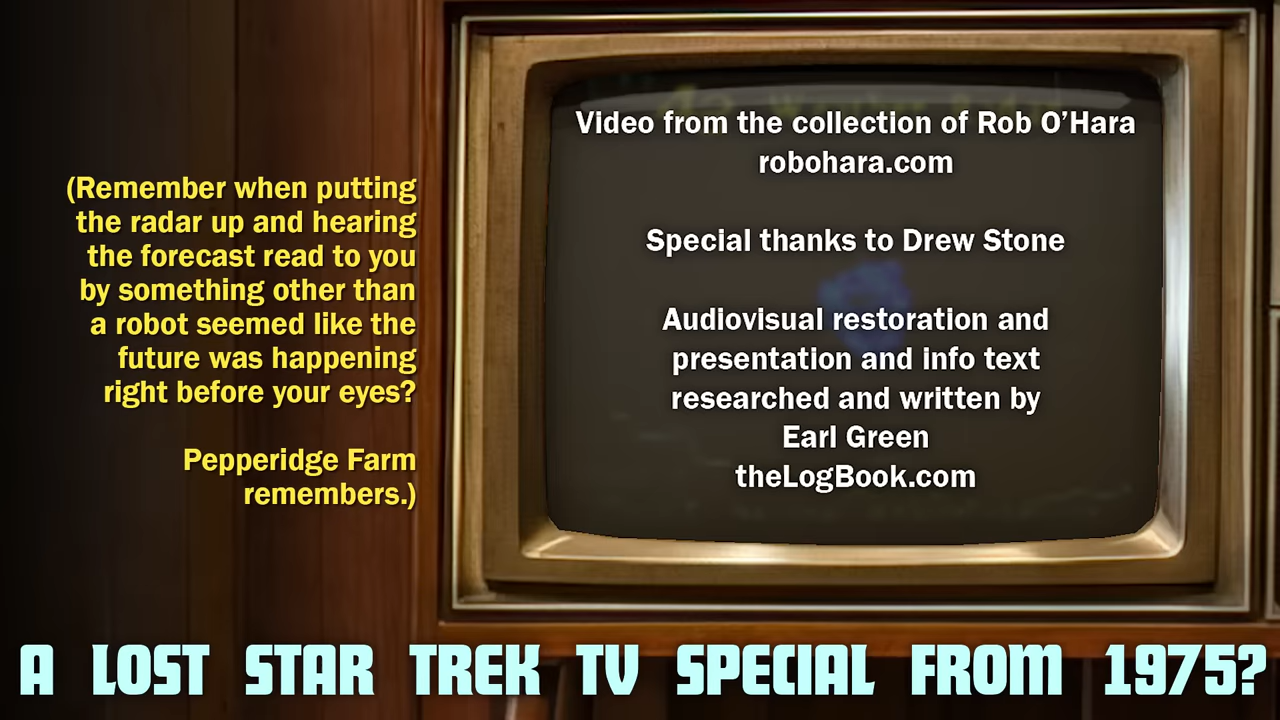 (Remember when putting
the radar up and hearing
the forecast read to you
by something other than
a robot seemed like the
future was happening
right before your eyes?
Pepperidge Farm
remembers.)
Video from the collection of Rob O'Hara
robohara.com
Special thanks to Drew Stone
Audiovisual restoration and
presentation and info text
researched and written by
Earl Green
theLogBook.com
A LOST STAR TREK TV SPECIAL FROM 1975?